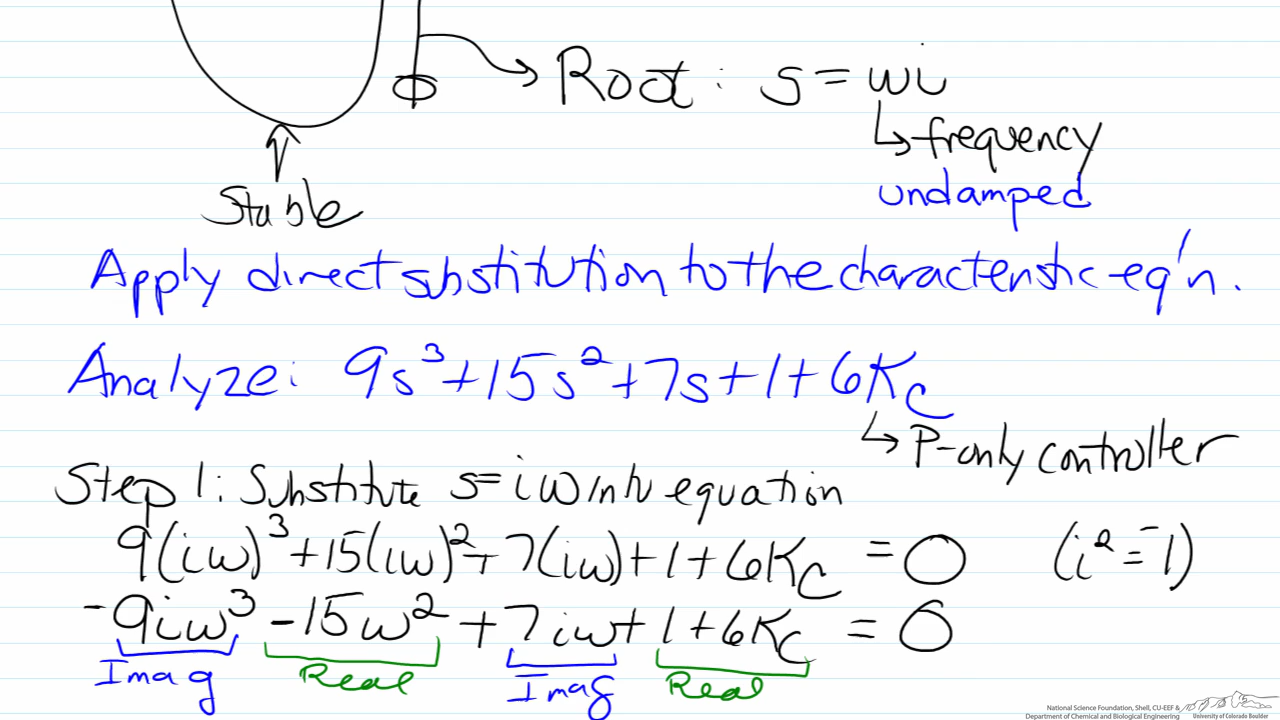 Root: s = ωi
↳ frequency
undamped
Stable
Apply direct substitution to the characteristic eq'n.
Analyze: 9s³+15s²+7s+1+6Kc
↳ P-only controller
Step 1: Substitute s=iω into equation
9(iω)³+15(iω)²+7(iω)+1+6Kc = 0 (i²=-1)
-9iω³ -15ω² +7iω+1+6Kc = 0
Imag Real Imag Real
National Science Foundation, Shell, CU-EEF &
Department of Chemical and Biological Engineering University of Colorado Boulder